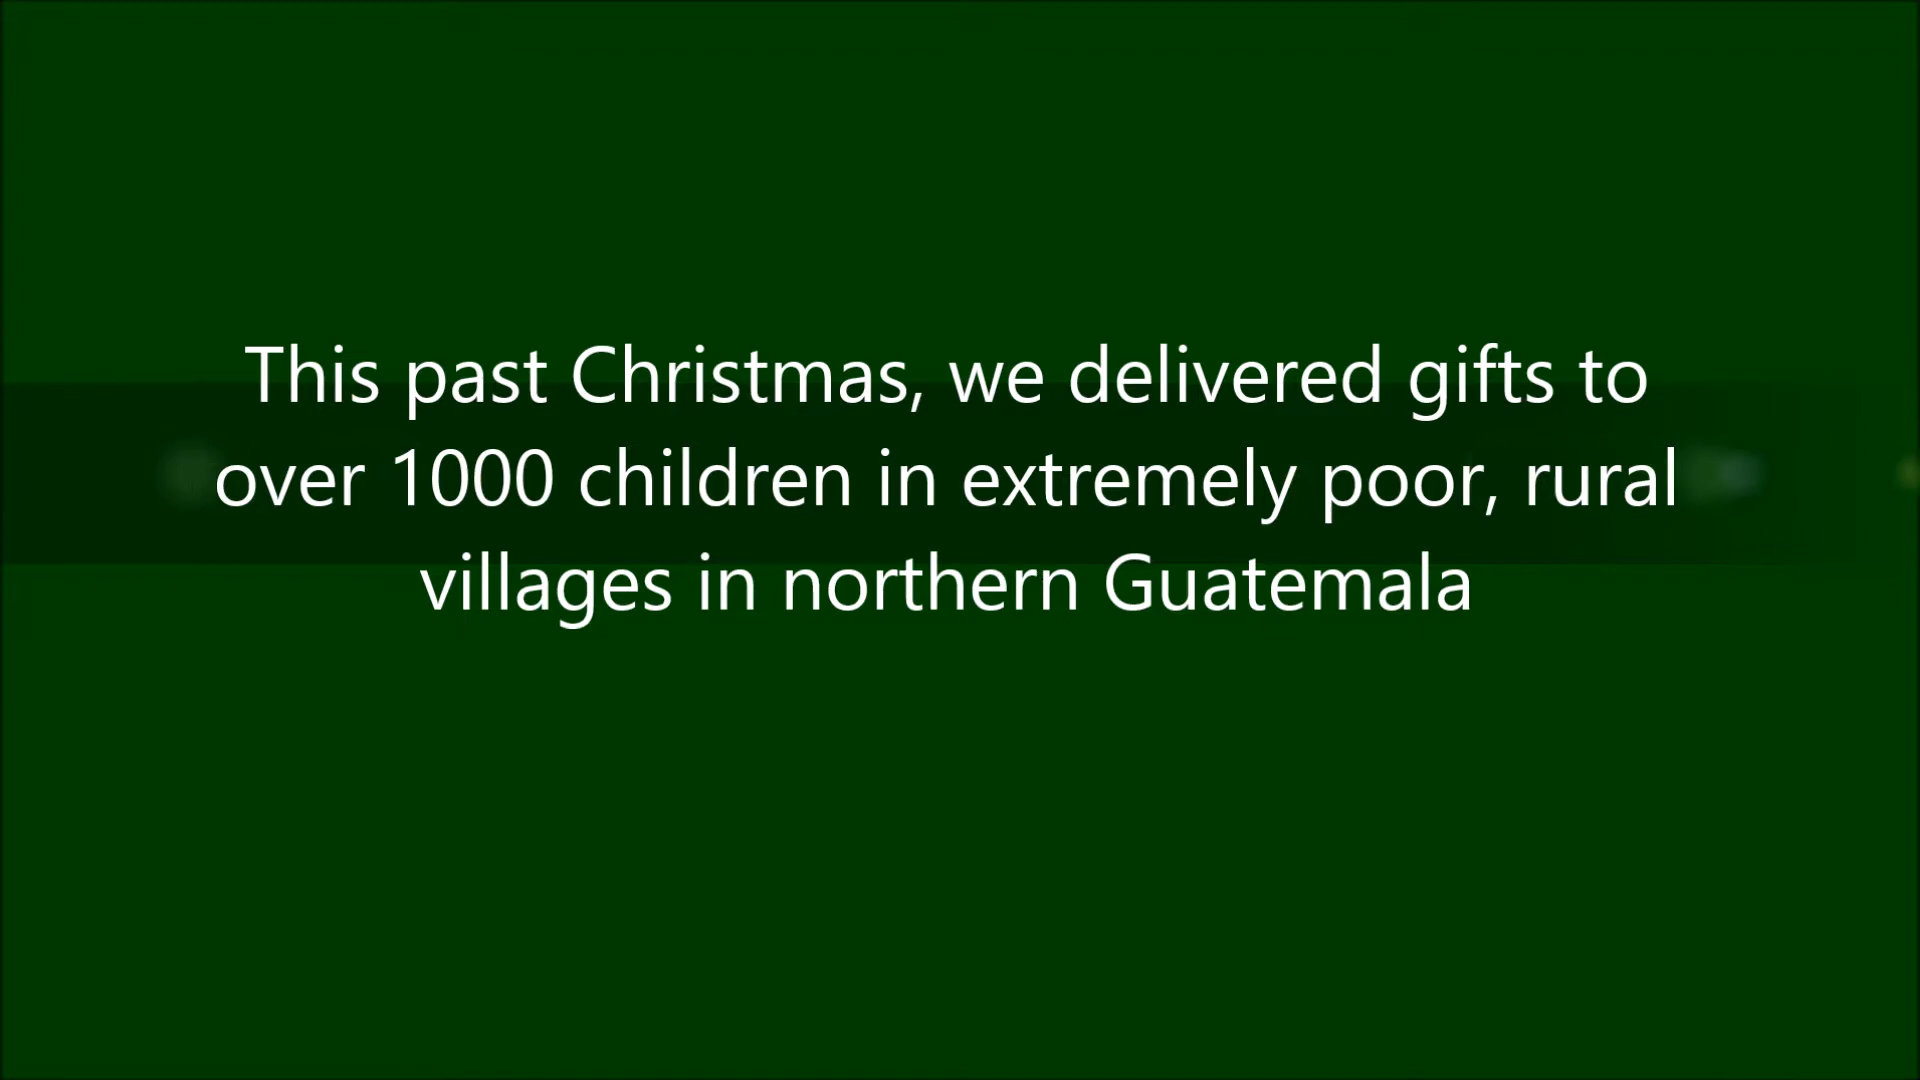 This past Christmas, we delivered gifts to
over 1000 children in extremely poor, rural
villages in northern Guatemala